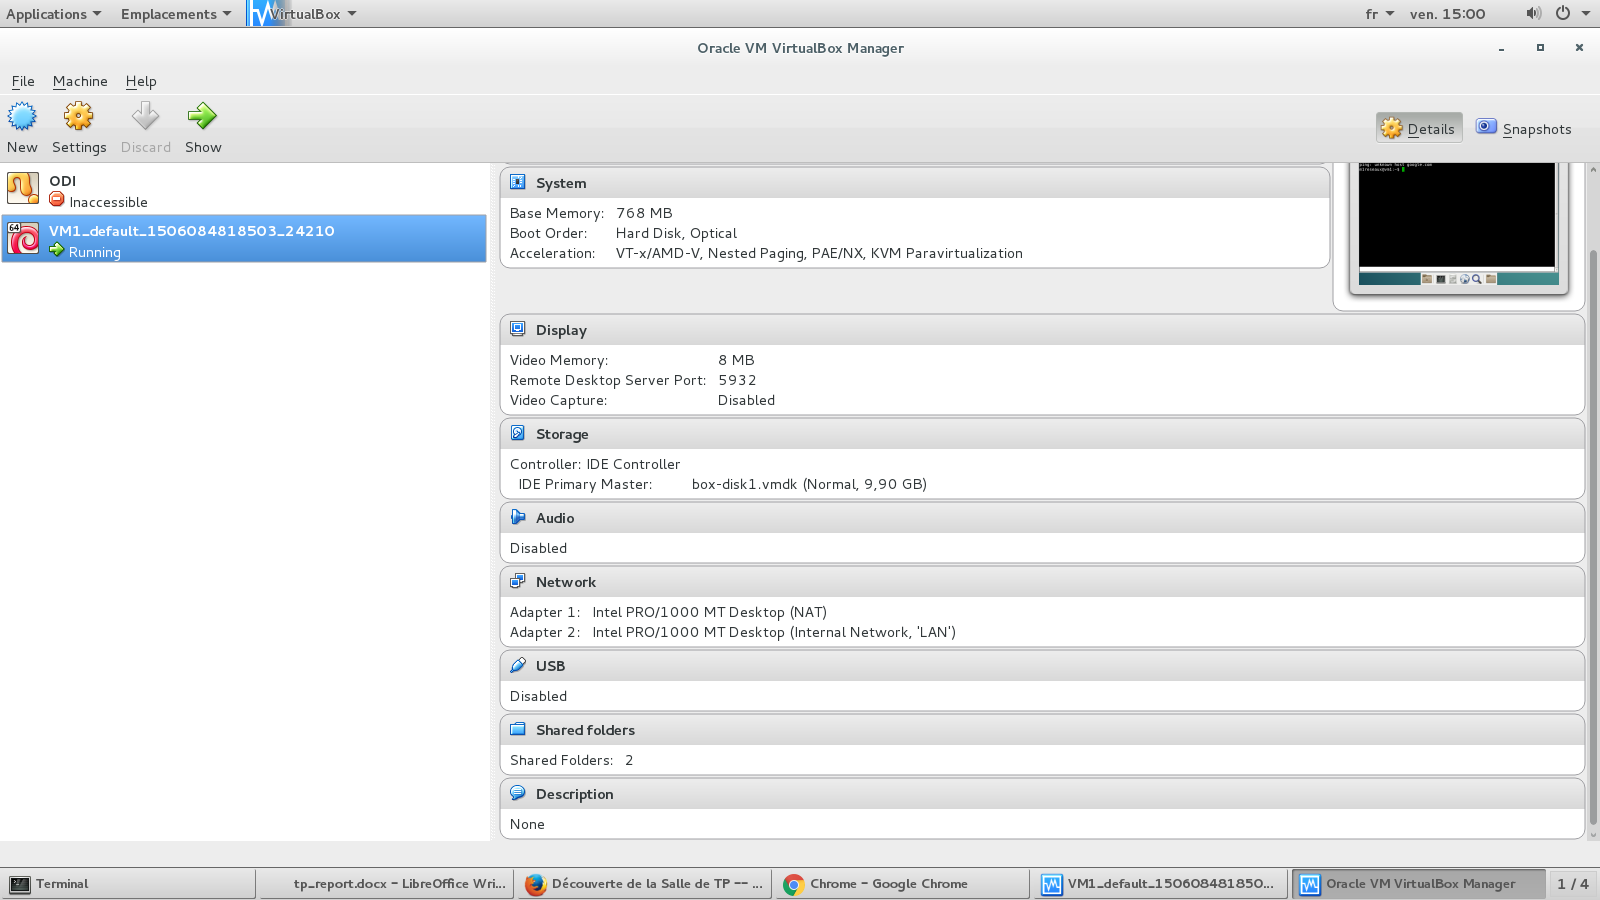 Applications Emplacements VirtualBox fr ven. 15:00
Oracle VM VirtualBox Manager
File Machine Help
New Settings Discard Show Details Snapshots
ODI
Inaccessible
64
VM1_default_1506084818503_24210
Running
ping: unknown host google.com
System
Base Memory: 768 MB
Boot Order: Hard Disk, Optical
Acceleration: VT-x/AMD-V, Nested Paging, PAE/NX, KVM Paravirtualization
Display
Video Memory: 8 MB
Remote Desktop Server Port: 5932
Video Capture: Disabled
Storage
Controller: IDE Controller
IDE Primary Master: box-disk1.vmdk (Normal, 9,90 GB)
Audio
Disabled
Network
Adapter 1: Intel PRO/1000 MT Desktop (NAT)
Adapter 2: Intel PRO/1000 MT Desktop (Internal Network, 'LAN')
USB
Disabled
Shared folders
Shared Folders: 2
Description
None
Terminal tp_report.docx - LibreOffice Wri... Découverte de la Salle de TP -- ... Chrome - Google Chrome VM1_default_150608481850... Oracle VM VirtualBox Manager 1 / 4